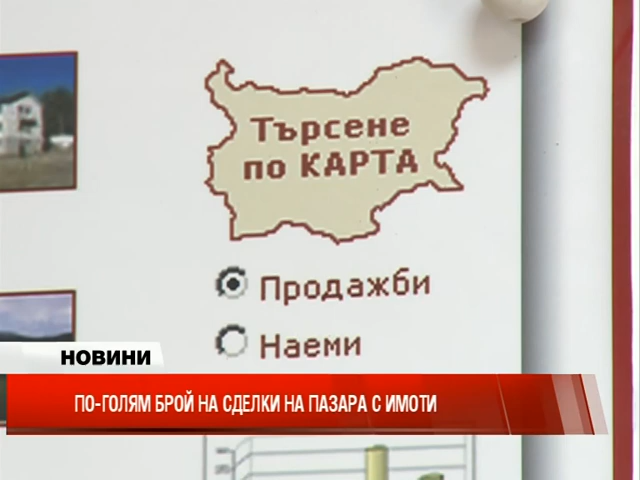 Търсене
по КАРТА
Продажби
Наеми
НОВИНИ
ПО-ГОЛЯМ БРОЙ НА СДЕЛКИ НА ПАЗАРА С ИМОТИ